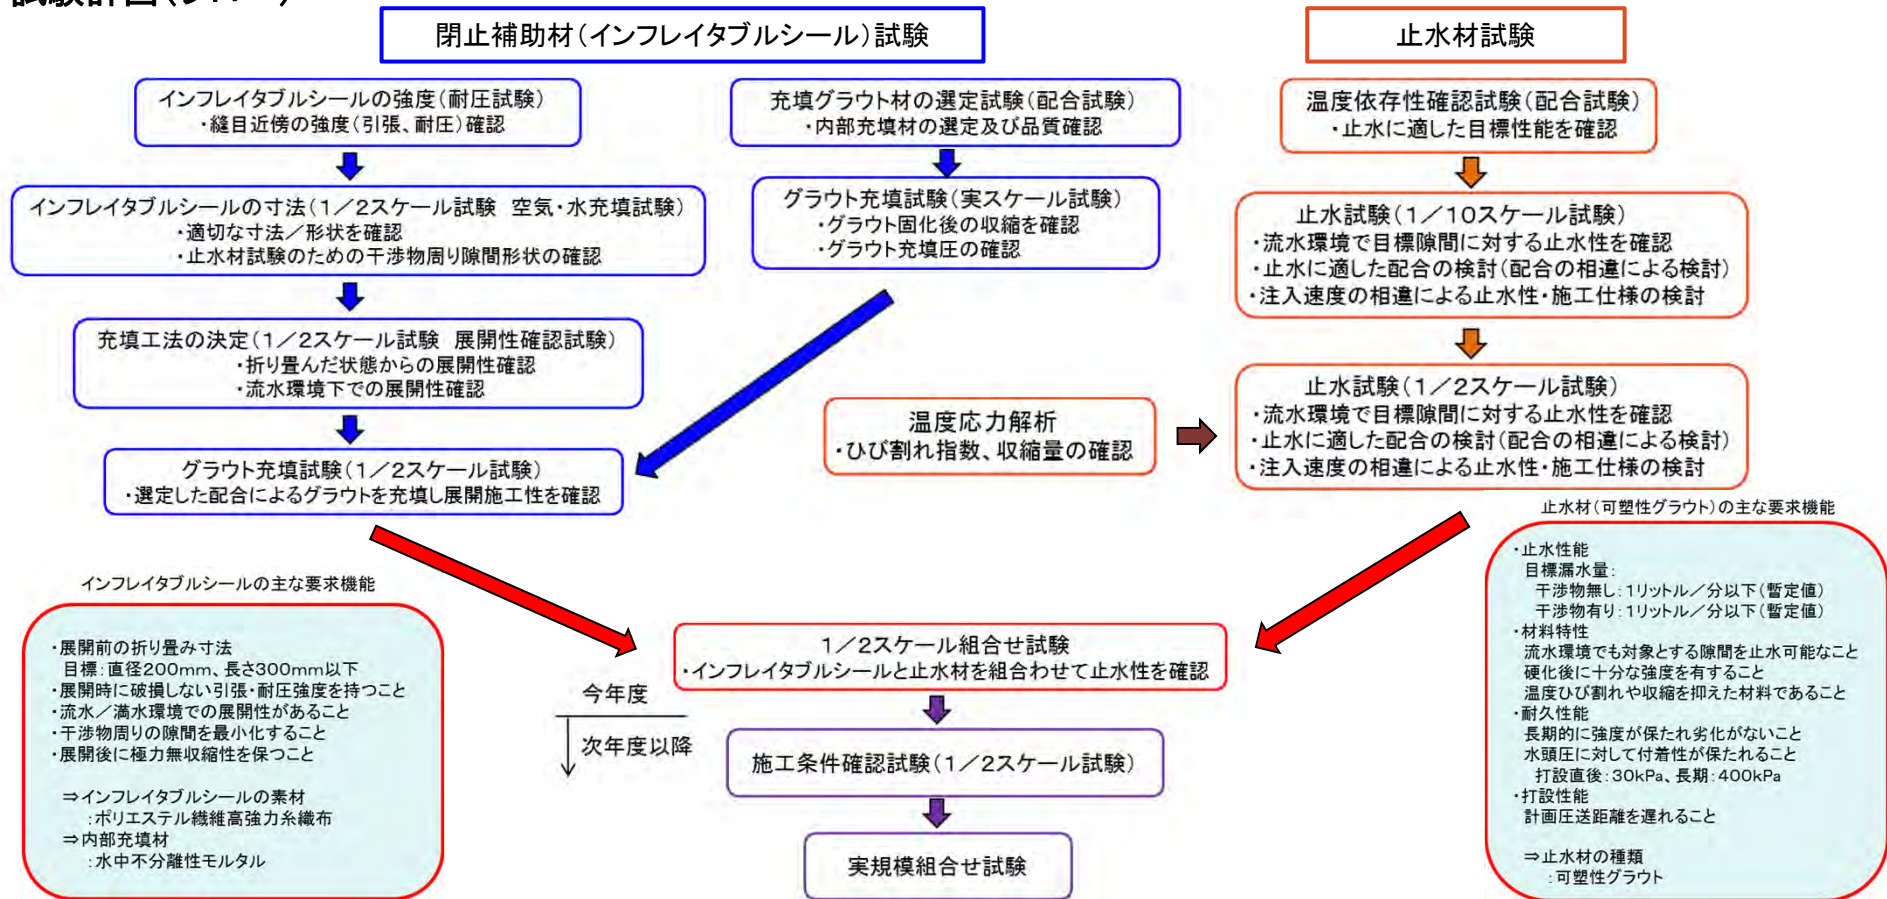 閉止補助材(インフレイタブルシール)試験
止水材試験
インフレイタブルシールの強度(耐圧試験)
・縫目近傍の強度(引張、耐圧)確認
充填グラウト材の選定試験(配合試験)
・内部充填材の選定及び品質確認
温度依存性確認試験(配合試験)
・止水に適した目標性能を確認
インフレイタブルシールの寸法(1/2スケール試験 空気・水充填試験)
・適切な寸法/形状を確認
・止水材試験のための干渉物周り隙間形状の確認
グラウト充填試験(実スケール試験)
・グラウト固化後の収縮を確認
・グラウト充填圧の確認
止水試験(1/10スケール試験)
・流水環境で目標隙間に対する止水性を確認
・止水に適した配合の検討(配合の相違による検討)
・注入速度の相違による止水性・施工仕様の検討
充填工法の決定(1/2スケール試験 展開性確認試験)
・折り畳んだ状態からの展開性確認
・流水環境下での展開性確認
温度応力解析
・ひび割れ指数、収縮量の確認
止水試験(1/2スケール試験)
・流水環境で目標隙間に対する止水性を確認
・止水に適した配合の検討(配合の相違による検討)
・注入速度の相違による止水性・施工仕様の検討
グラウト充填試験(1/2スケール試験)
・選定した配合によるグラウトを充填し展開施工性を確認
インフレイタブルシールの主な要求機能
・展開前の折り畳み寸法
目標:直径200mm、長さ300mm以下
・展開時に破損しない引張・耐圧強度を持つこと
・流水/満水環境での展開性があること
・干渉物周りの隙間を最小化すること
・展開後に極力無収縮性を保つこと
⇒インフレイタブルシールの素材
:ポリエステル繊維高強力糸織布
⇒内部充填材
:水中不分離性モルタル
1/2スケール組合せ試験
・インフレイタブルシールと止水材を組合わせて止水性を確認
今年度
次年度以降
施工条件確認試験(1/2スケール試験)
実規模組合せ試験
止水材(可塑性グラウト)の主な要求機能
・止水性能
目標漏水量:
干渉物無し:1リットル/分以下(暫定値)
干渉物有り:1リットル/分以下(暫定値)
・材料特性
流水環境でも対象とする隙間を止水可能なこと
硬化後に十分な強度を有すること
温度ひび割れや収縮を抑えた材料であること
・耐久性能
長期的に強度が保たれ劣化がないこと
水頭圧に対して付着性が保たれること
打設直後:30kPa、長期:400kPa
・打設性能
計画圧送距離を遅れること
⇒止水材の種類
:可塑性グラウト